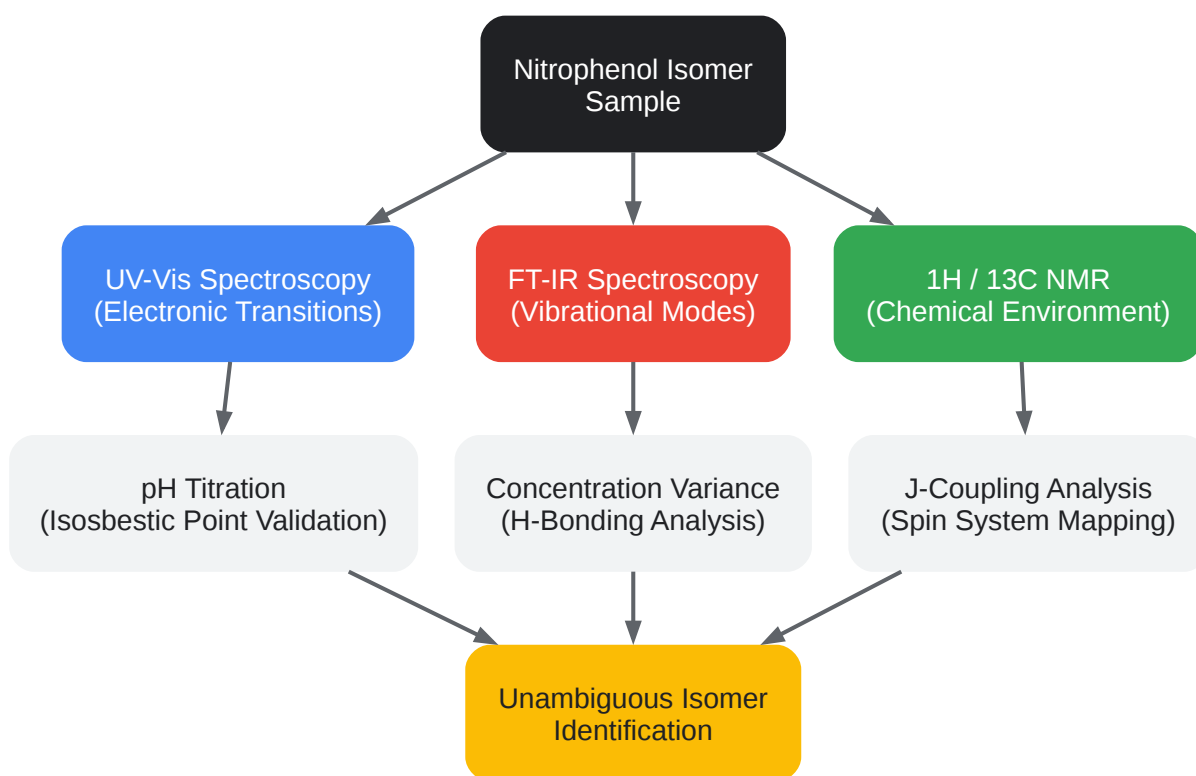 Nitrophenol Isomer
Sample
UV-Vis Spectroscopy
(Electronic Transitions)
FT-IR Spectroscopy
(Vibrational Modes)
1H / 13C NMR
(Chemical Environment)
pH Titration
(Isosbestic Point Validation)
Concentration Variance
(H-Bonding Analysis)
J-Coupling Analysis
(Spin System Mapping)
Unambiguous Isomer
Identification